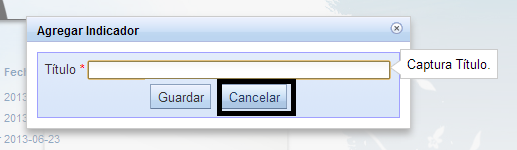 Agregar Indicador
Título * Captura Título.
Guardar Cancelar
2013-06-23